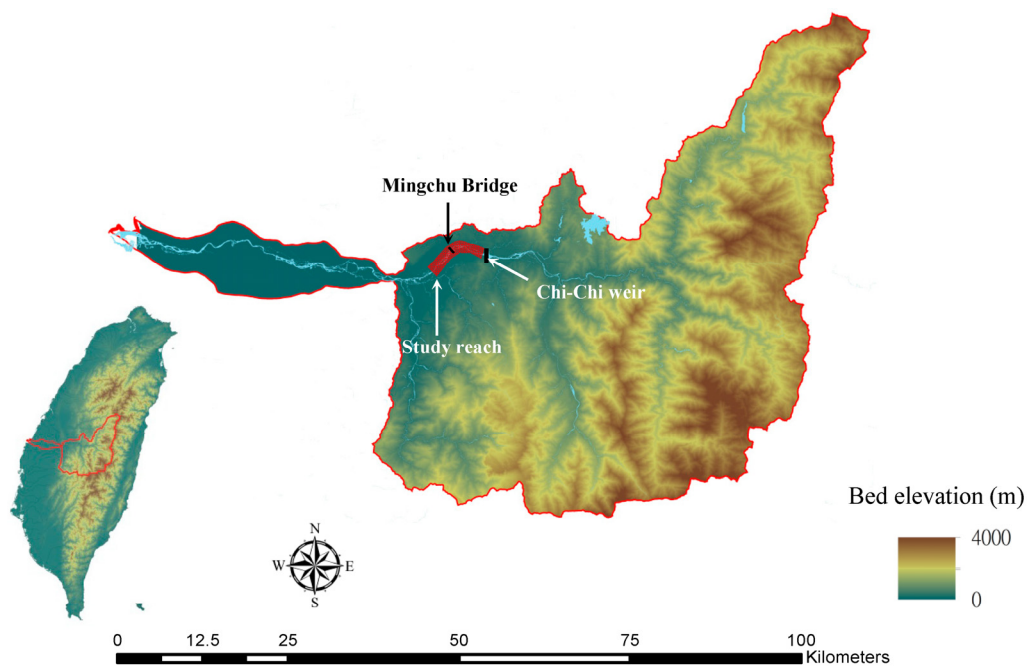 Mingchu Bridge
Chi-Chi weir
Study reach
Bed elevation (m)
4000
0
N
W E
S
0 12.5 25 50 75 100
Kilometers